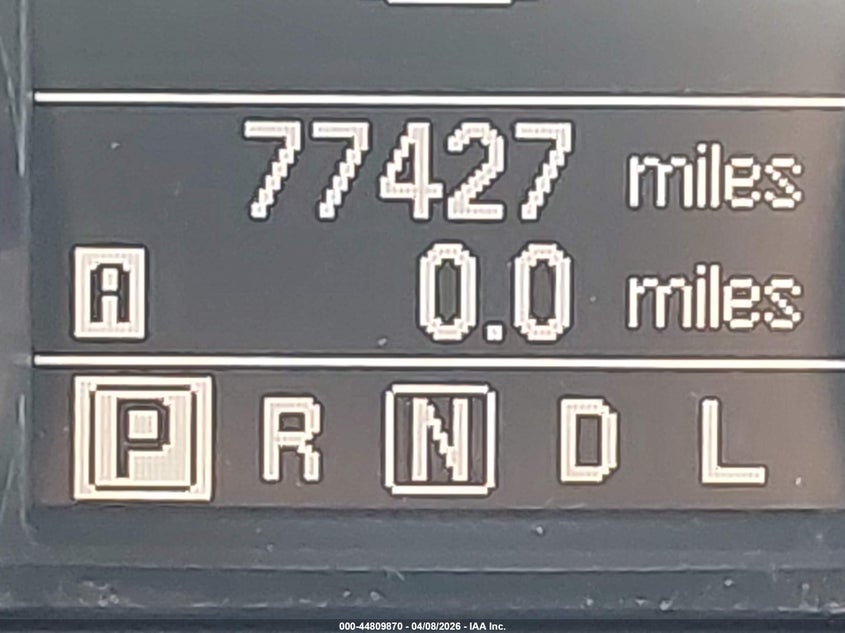 77427 miles
A 0.0 miles
P R N D L
000-44809870 - 04/08/2026 - IAA Inc.